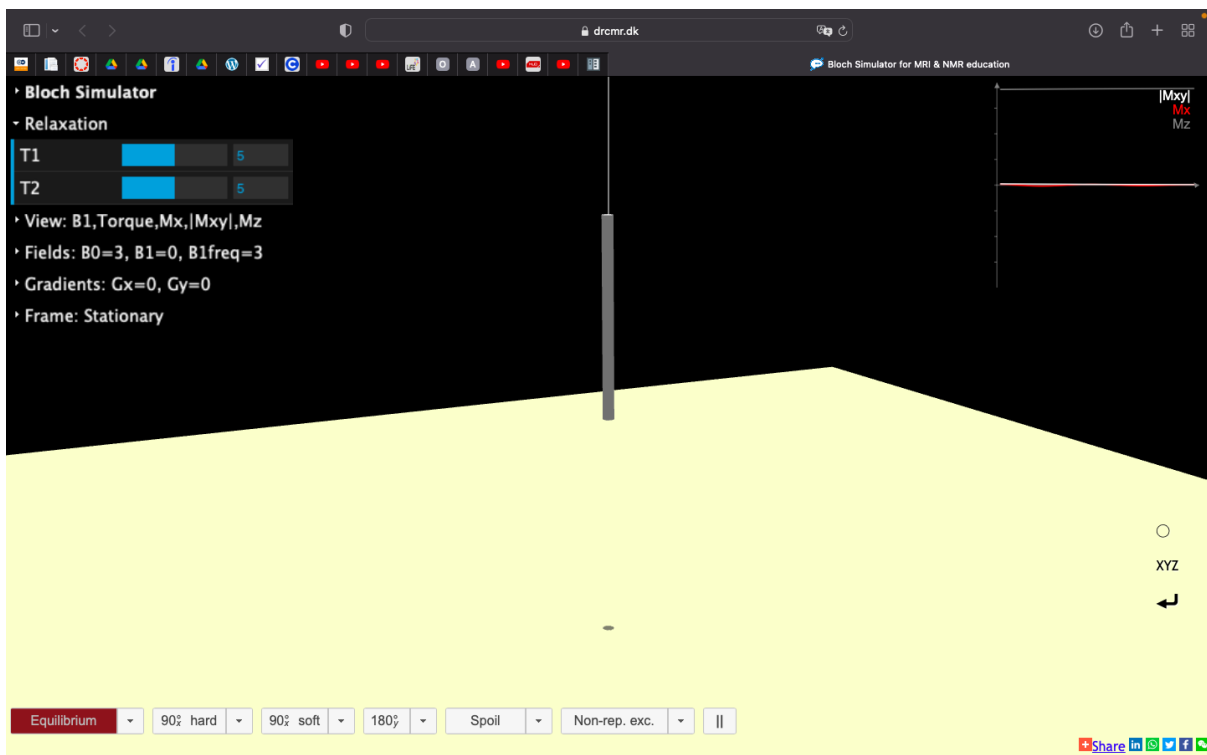 drcmr.dk
Bloch Simulator for MRI & NMR education
Bloch Simulator
Relaxation
T1 5
T2 5
View: B1,Torque,Mx,|Mxy|,Mz
Fields: B0=3, B1=0, B1freq=3
Gradients: Gx=0, Gy=0
Frame: Stationary
|Mxy|
Mx
Mz
XYZ
Equilibrium 90°x hard 90°x soft 180°y Spoil Non-rep. exc. ||
Share